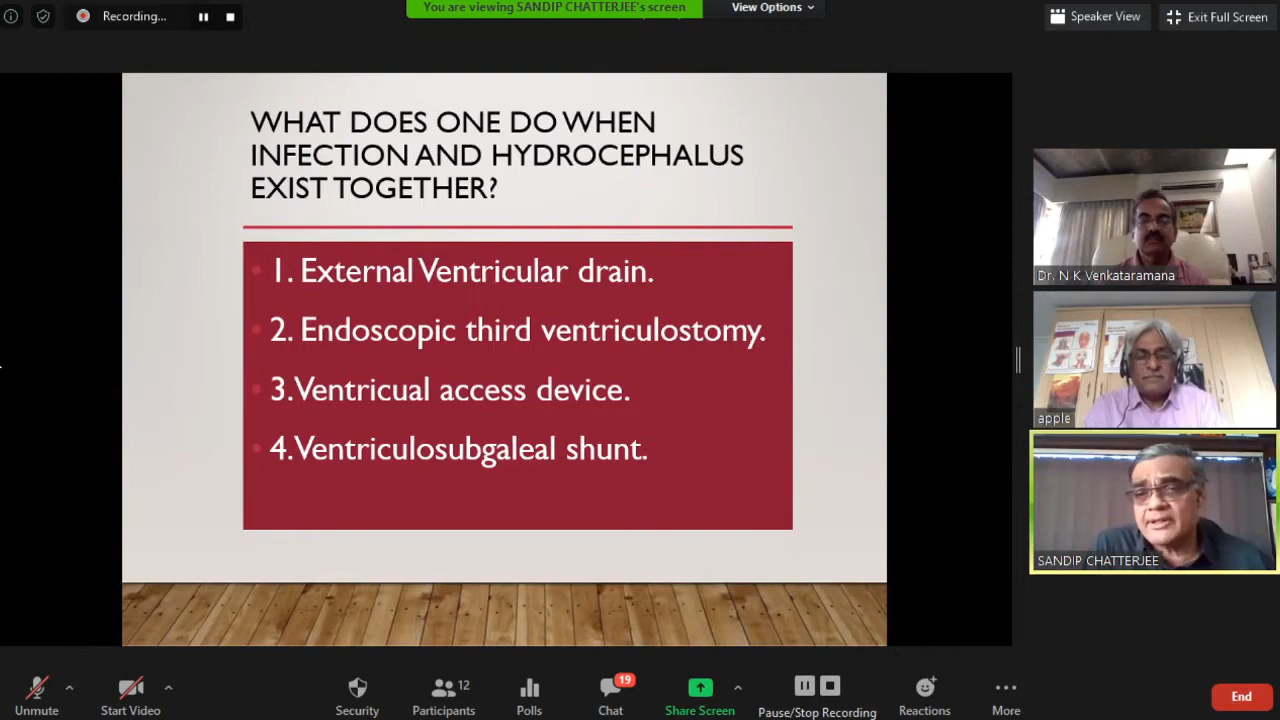 Recording...
You are viewing SANDIP CHATTERJEE's screen
View Options
Speaker View
Exit Full Screen
WHAT DOES ONE DO WHEN
INFECTION AND HYDROCEPHALUS
EXIST TOGETHER?
• 1. External Ventricular drain.
• 2. Endoscopic third ventriculostomy.
• 3. Ventricual access device.
• 4. Ventriculosubgaleal shunt.
Dr. N K Venkataramana
apple
SANDIP CHATTERJEE
Unmute
Start Video
Security
12
Participants
Polls
19
Chat
Share Screen
Pause/Stop Recording
Reactions
More
End